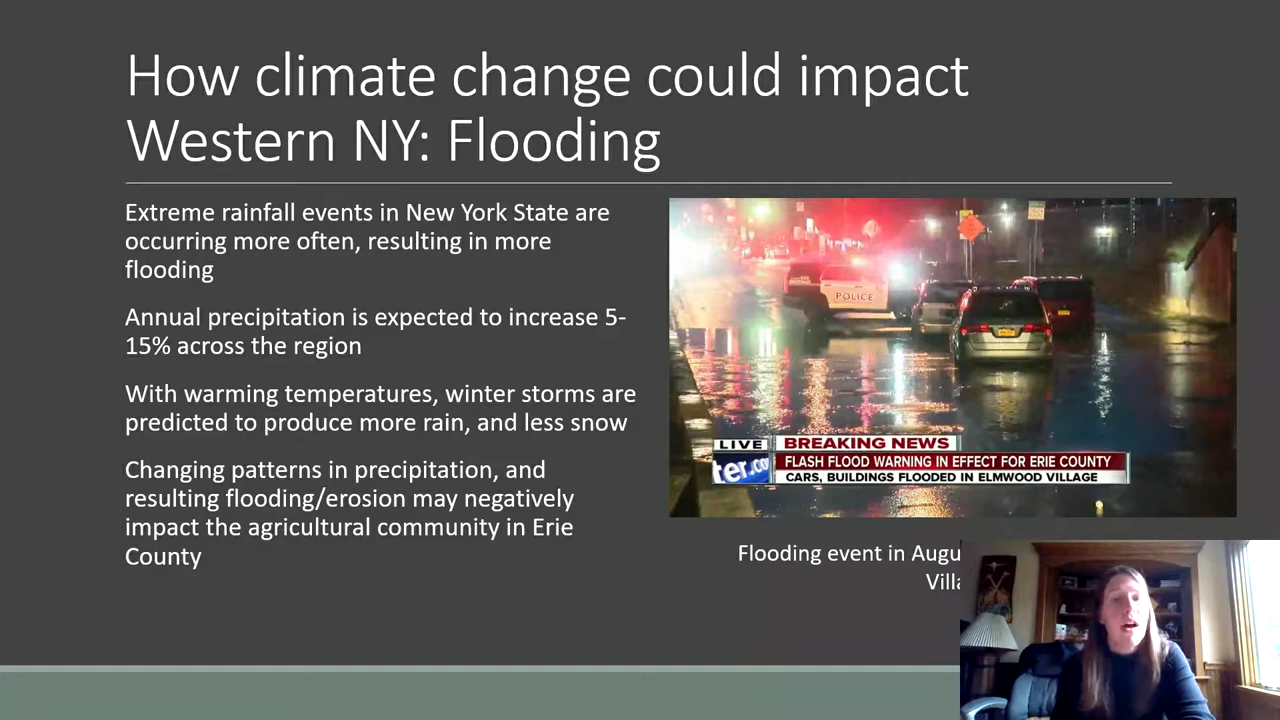 How climate change could impact
Western NY: Flooding
Extreme rainfall events in New York State are
occurring more often, resulting in more
flooding
Annual precipitation is expected to increase 5-
15% across the region
With warming temperatures, winter storms are
predicted to produce more rain, and less snow
Changing patterns in precipitation, and
resulting flooding/erosion may negatively
impact the agricultural community in Erie
County
POLICE
LIVE
BREAKING NEWS
ter.co
FLASH FLOOD WARNING IN EFFECT FOR ERIE COUNTY
CARS, BUILDINGS FLOODED IN ELMWOOD VILLAGE
Flooding event in